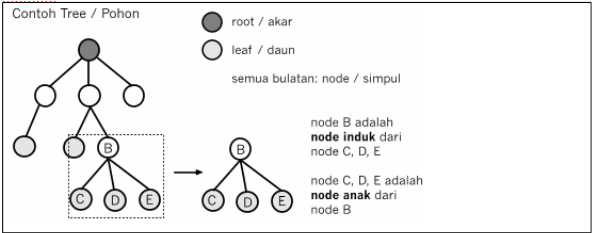 Contoh Tree / Pohon
root / akar
leaf / daun
semua bulatan: node / simpul
B
C
D
E
B
C
D
E
node B adalah
node induk dari
node C, D, E
node C, D, E adalah
node anak dari
node B